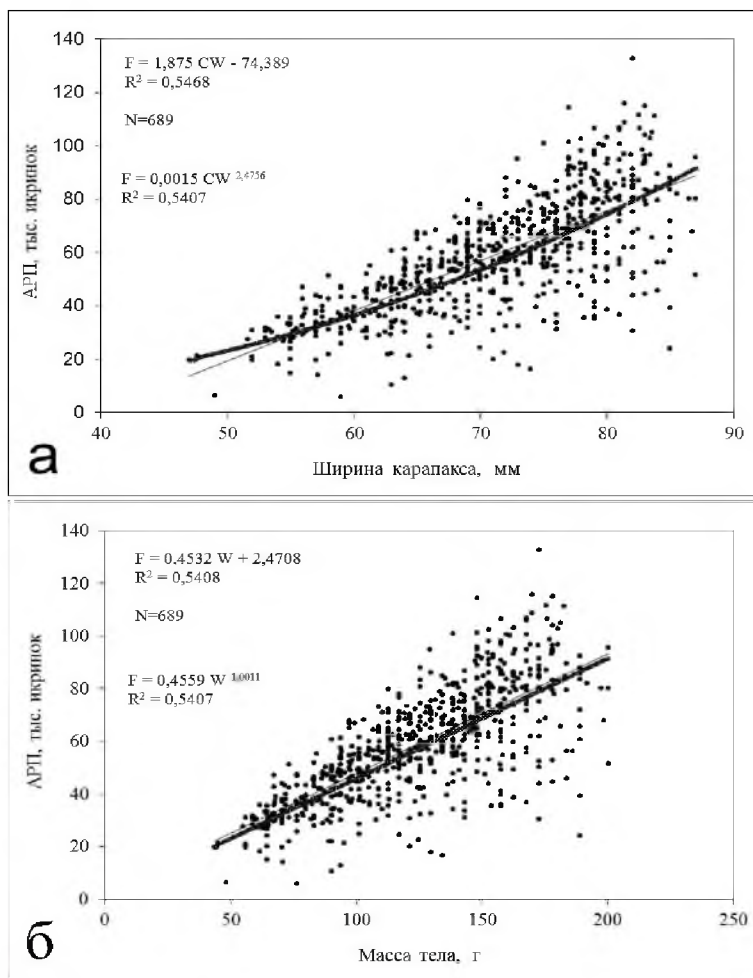 140
120
100
80
60
40
20
0
АРП, тыс. икринок
F = 1,875 CW - 74,389
R² = 0,5468
N=689
F = 0,0015 CW 2,4756
R² = 0,5407
40 50 60 70 80 90
Ширина карапакса, мм
а
140
120
100
80
60
40
20
0
АРП, тыс. икринок
F = 0,4532 W + 2,4708
R² = 0,5408
N=689
F = 0,4559 W 1,0011
R² = 0,5407
0 50 100 150 200 250
Масса тела, г
б